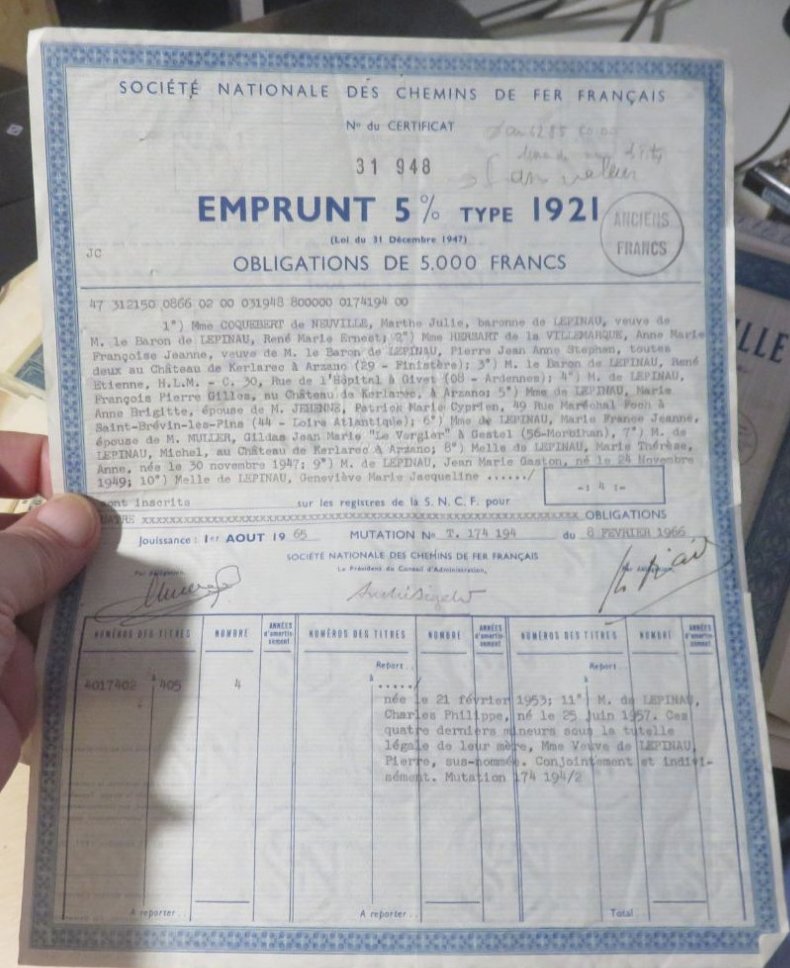 SOCIÉTÉ NATIONALE DES CHEMINS DE FER FRANÇAIS
No du CERTIFICAT
31 948
EMPRUNT 5% TYPE 1921
ANCIENS
FRANCS
(Loi du 31 Décembre 1947)
JC
OBLIGATIONS DE 5.000 FRANCS
47 312150 0866 02 00 031948 800000 0174194 00
1°) Mme COQUEBERT de NEUVILLE, Marthe Julie, baronne de LEPINAU, veuve de
M. le Baron de LEPINAU, René Marie Ernest; 2°) Mme HERSART de la VILLEMARQUE, Anne Marie
Françoise Jeanne, veuve de M. le Baron de LEPINAU, Pierre Jean Anne Stephan, toutes
deux au Château de Kerlarec à Arzano (29 - Finistère); 3°) M. le Baron de LEPINAU, René
Etienne, H.L.M. - C. 30, Rue de l'Hôpital à Givet (08 - Ardennes); 4°) M. de LEPINAU,
François Pierre Gilles, au Château de Kerlarec, à Arzano; 5°) Mme de LEPINAU, Marie
Anne Brigitte, épouse de M. JEHENNE, Patrick Marie Cyprien, 49 Rue Maréchal Foch à
Saint-Brévin-les-Pins (44 - Loire Atlantique); 6°) Mme de LEPINAU, Marie France Jeanne,
épouse de M. MULLER, Gildas Jean Marie "Le Vergier" à Gestel (56-Morbihan), 7°) M. de
LEPINAU, Michel, au Château de Kerlarec à Arzano; 8°) Melle de LEPINAU, Marie Thérèse,
Anne, née le 30 novembre 1947; 9°) M. de LEPINAU, Jean Marie Gaston, né le 24 Novembre
1949; 10°) Melle de LEPINAU, Geneviève Marie Jacqueline ....../
-: 4 :-
sont inscrits sur les registres de la S. N. C. F. pour
OBLIGATIONS
Jouissance : 1er AOUT 19 65 MUTATION No T. 174 194 du 8 FEVRIER 1966
SOCIÉTÉ NATIONALE DES CHEMINS DE FER FRANÇAIS
Le Président du Conseil d'Administration,
Par délégation, Par délégation,
NUMÉROS DES TITRES NOMBRE ANNÉES d'amortissement NUMÉROS DES TITRES NOMBRE ANNÉES d'amortissement NUMÉROS DES TITRES NOMBRE ANNÉES d'amortissement
Report . Report .
4017402 à 405 4 à ...../ à
née le 21 février 1953; 11°) M. de LEPINAU,
Charles Philippe, né le 25 juin 1957. Ces
quatre derniers mineurs sous la tutelle
légale de leur mère, Mme Veuve de LEPINAU,
Pierre, sus-nommée. Conjointement et indivi-
sément. Mutation 174 194/2
A reporter . . A reporter . . Total